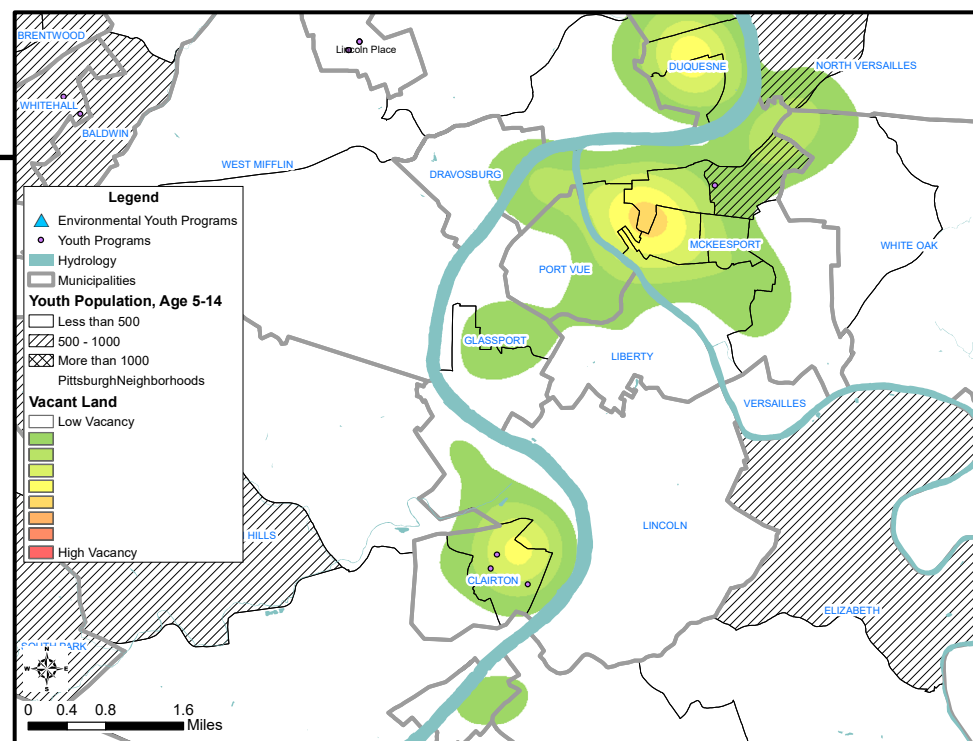 BRENTWOOD
Lincoln Place
DUQUESNE
NORTH VERSAILLES
WHITEHALL
BALDWIN
WEST MIFFLIN
DRAVOSBURG
MCKEESPORT
WHITE OAK
PORT VUE
GLASSPORT
LIBERTY
VERSAILLES
LINCOLN
CLAIRTON
ELIZABETH
HILLS
SOUTH PARK
Legend
Environmental Youth Programs
Youth Programs
Hydrology
Municipalities
Youth Population, Age 5-14
Less than 500
500 - 1000
More than 1000
PittsburghNeighborhoods
Vacant Land
Low Vacancy
High Vacancy
N
W E
S
0 0.4 0.8 1.6
Miles